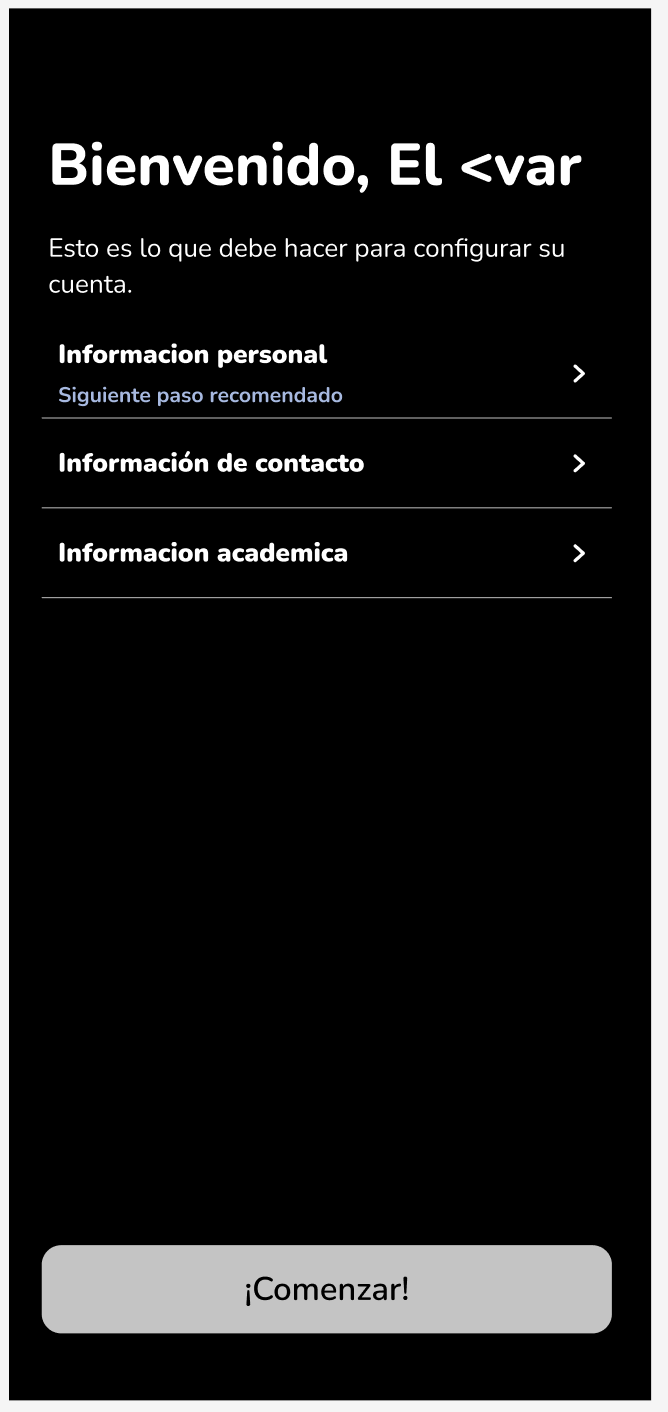 Bienvenido, El <var
Esto es lo que debe hacer para configurar su
cuenta.
Informacion personal
Siguiente paso recomendado
Información de contacto
Informacion academica
¡Comenzar!